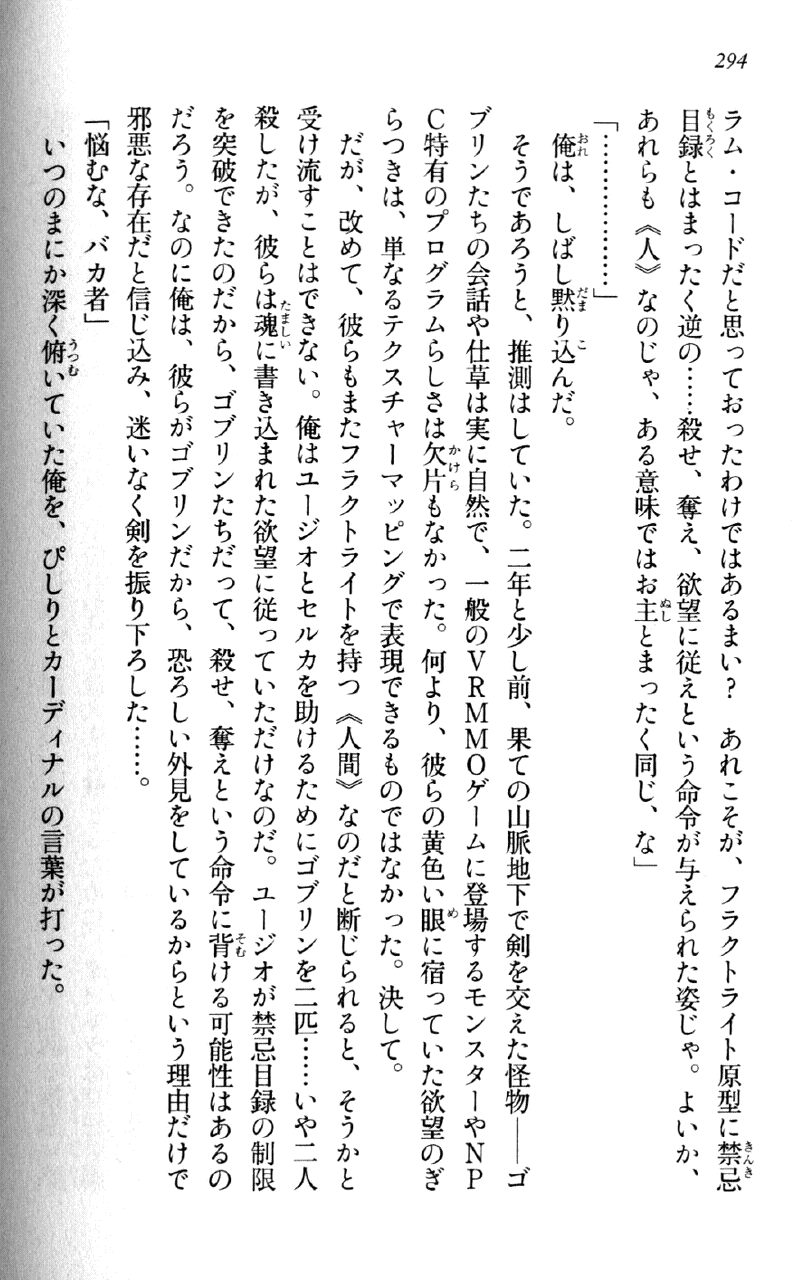 294
ラム・コードだと思っておったわけではあるまい？　あれこそが、フラクトライト原型に禁忌
目録とはまったく逆の……殺せ、奪え、欲望に従えという命令が与えられた姿じゃ。よいか、
あれらも《人》なのじゃ、ある意味ではお主とまったく同じ、な」
「………………」
　俺は、しばし黙り込んだ。
　そうであろうと、推測はしていた。二年と少し前、果ての山脈地下で剣を交えた怪物――ゴ
ブリンたちの会話や仕草は実に自然で、一般のＶＲＭＭＯゲームに登場するモンスターやＮＰ
Ｃ特有のプログラムらしさは欠片もなかった。何より、彼らの黄色い眼に宿っていた欲望のぎ
らつきは、単なるテクスチャーマッピングで表現できるものではなかった。決して。
　だが、改めて、彼らもまたフラクトライトを持つ《人間》なのだと断じられると、そうかと
受け流すことはできない。俺はユージオとセルカを助けるためにゴブリンを二匹……いや二人
殺したが、彼らは魂に書き込まれた欲望に従っていただけなのだ。ユージオが禁忌目録の制限
を突破できたのだから、ゴブリンたちだって、殺せ、奪えという命令に背ける可能性はあるの
だろう。なのに俺は、彼らがゴブリンだから、恐ろしい外見をしているからという理由だけで
邪悪な存在だと信じ込み、迷いなく剣を振り下ろした……。
「悩むな、バカ者」
　いつのまにか深く俯いていた俺を、ぴしりとカーディナルの言葉が打った。